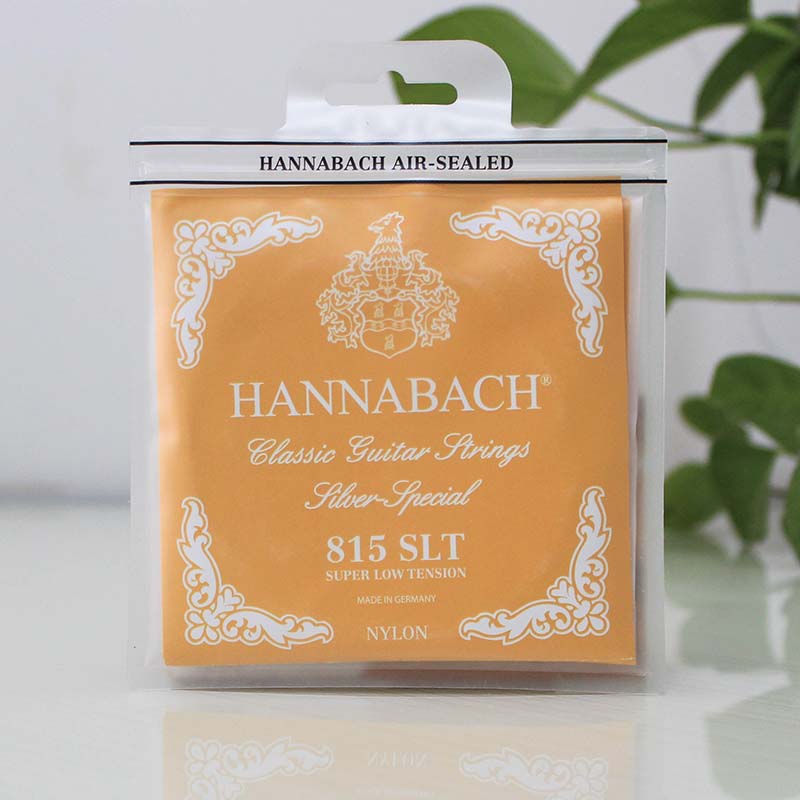 HANNABACH AIR-SEALED
HANNABACH®
Classic Guitar Strings
Silver-Special
815 SLT
SUPER LOW TENSION
MADE IN GERMANY
NYLON